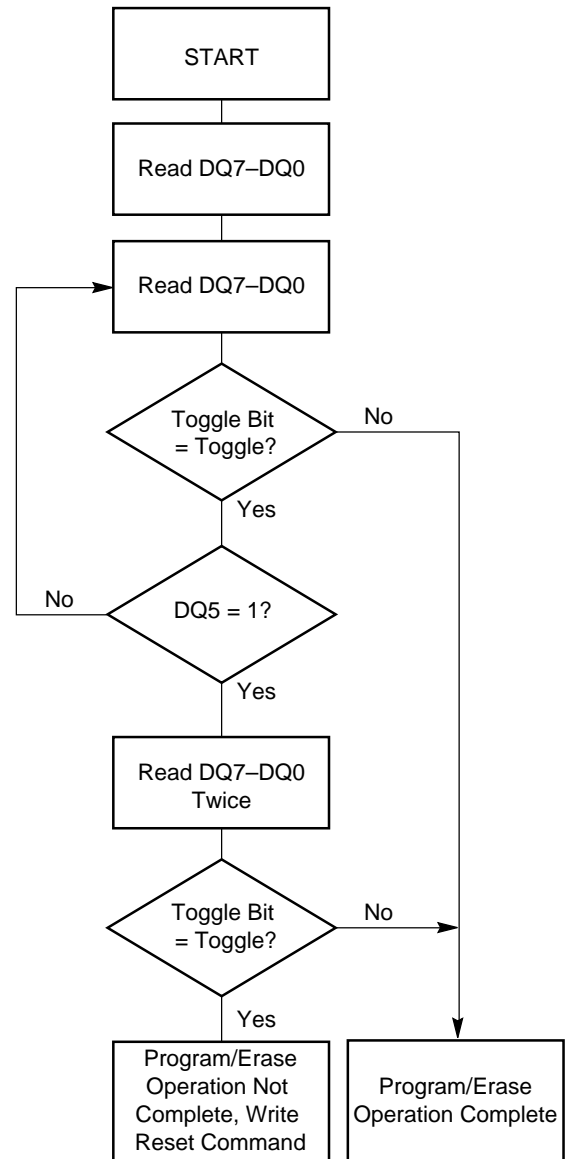 START
Read DQ7–DQ0
Read DQ7–DQ0
Toggle Bit
= Toggle?
No
Yes
No
DQ5 = 1?
Yes
Read DQ7–DQ0
Twice
Toggle Bit
= Toggle?
No
Yes
Program/Erase
Operation Not
Complete, Write
Reset Command
Program/Erase
Operation Complete